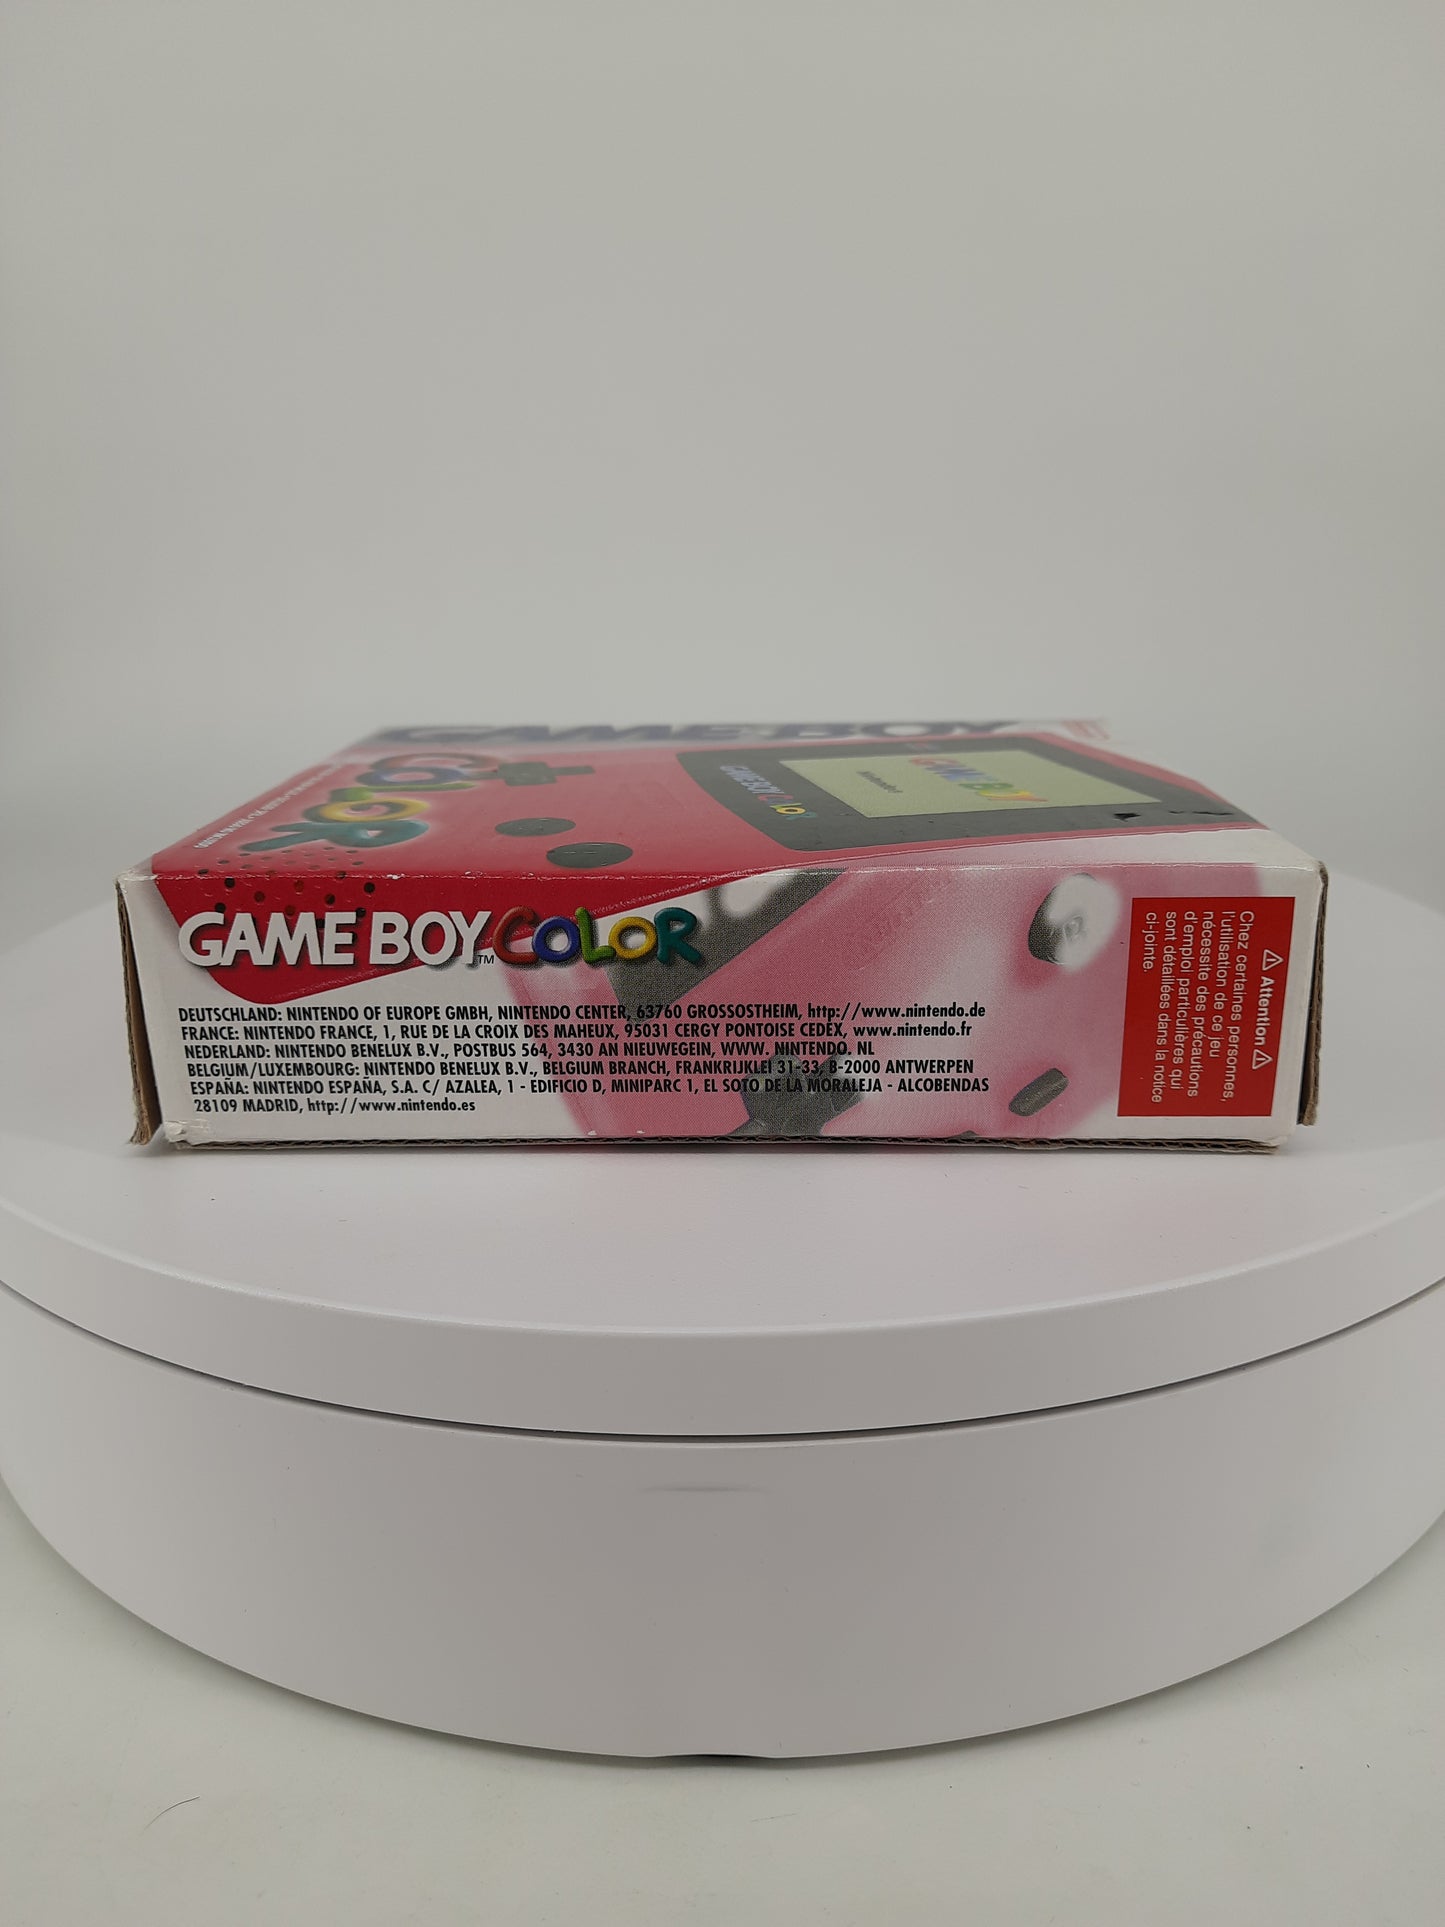 GAME BOY
COLOR
GAME BOY COLOR
GAME BOY
Nintendo®
GAME BOY COLOR™
DEUTSCHLAND: NINTENDO OF EUROPE GMBH, NINTENDO CENTER, 63760 GROSSOSTHEIM, http://www.nintendo.de
FRANCE: NINTENDO FRANCE, 1, RUE DE LA CROIX DES MAHEUX, 95031 CERGY PONTOISE CEDEX, www.nintendo.fr
NEDERLAND: NINTENDO BENELUX B.V., POSTBUS 564, 3430 AN NIEUWEGEIN, WWW. NINTENDO. NL
BELGIUM/LUXEMBOURG: NINTENDO BENELUX B.V., BELGIUM BRANCH, FRANKRIJKLEI 31-33, B-2000 ANTWERPEN
ESPAÑA: NINTENDO ESPAÑA, S.A. C/ AZALEA, 1 - EDIFICIO D, MINIPARC 1, EL SOTO DE LA MORALEJA - ALCOBENDAS
28109 MADRID, http://www.nintendo.es
⚠ Attention ⚠
Chez certaines personnes,
l'utilisation de ce jeu
nécessite des précautions
d'emploi particulières qui
sont détaillées dans la notice
ci-jointe.